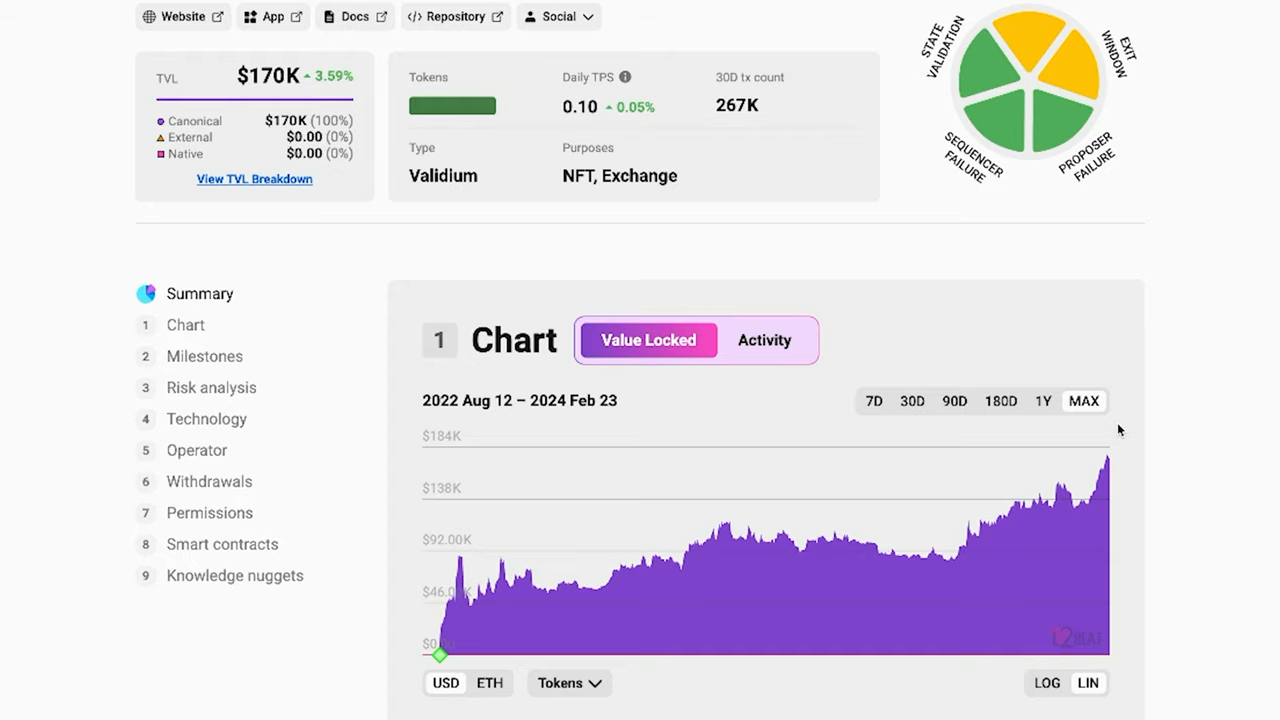 Website
App
Docs
</> Repository
Social
TVL $170K 3.59%
Canonical $170K (100%)
External $0.00 (0%)
Native $0.00 (0%)
View TVL Breakdown
Tokens
Daily TPS
0.10 0.05%
30D tx count
267K
Type
Validium
Purposes
NFT, Exchange
STATE
VALIDATION
EXIT
WINDOW
SEQUENCER
FAILURE
PROPOSER
FAILURE
Summary
1 Chart
2 Milestones
3 Risk analysis
4 Technology
5 Operator
6 Withdrawals
7 Permissions
8 Smart contracts
9 Knowledge nuggets
1 Chart Value Locked Activity
2022 Aug 12 – 2024 Feb 23
7D 30D 90D 180D 1Y MAX
$184K
$138K
$92.00K
L2BEAT
USD ETH Tokens
LOG LIN